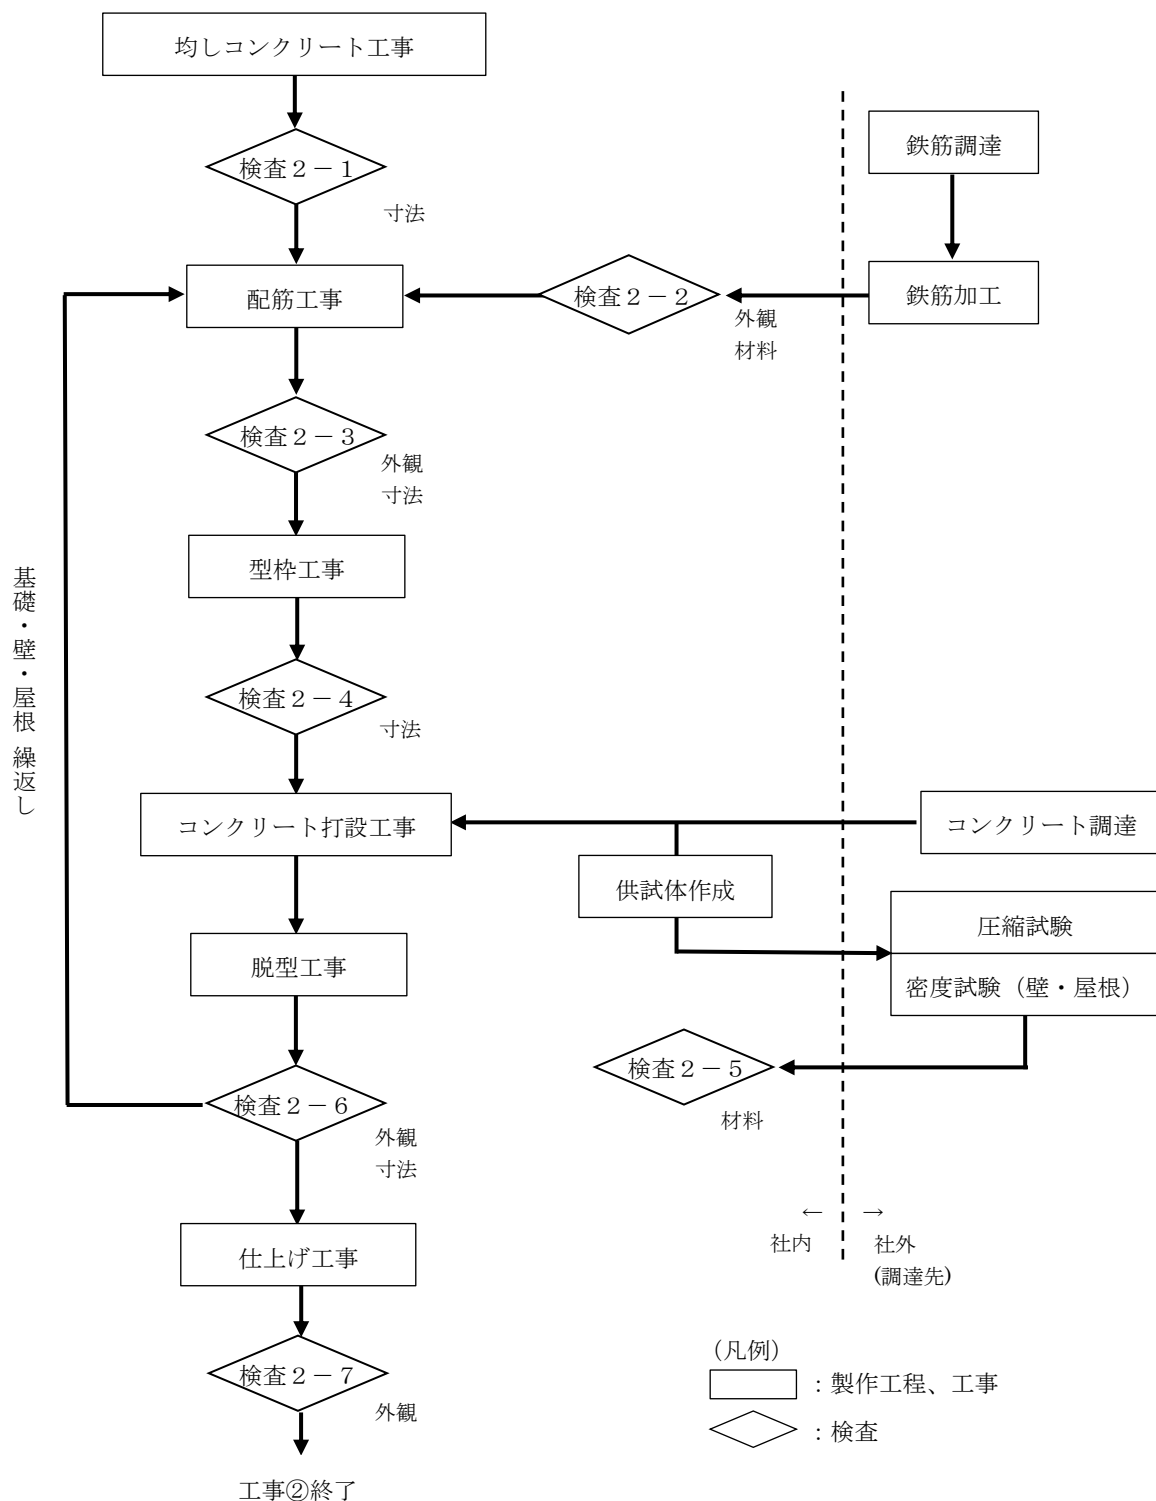 均しコンクリート工事
検査2－1
寸法
鉄筋調達
配筋工事
検査2－2
外観
材料
鉄筋加工
検査2－3
外観
寸法
型枠工事
検査2－4
寸法
基礎・壁・屋根 繰返し
コンクリート打設工事
コンクリート調達
供試体作成
圧縮試験
密度試験（壁・屋根）
脱型工事
検査2－5
材料
検査2－6
外観
寸法
← →
社内 社外
(調達先)
仕上げ工事
検査2－7
外観
工事②終了
(凡例)
：製作工程、工事
：検査